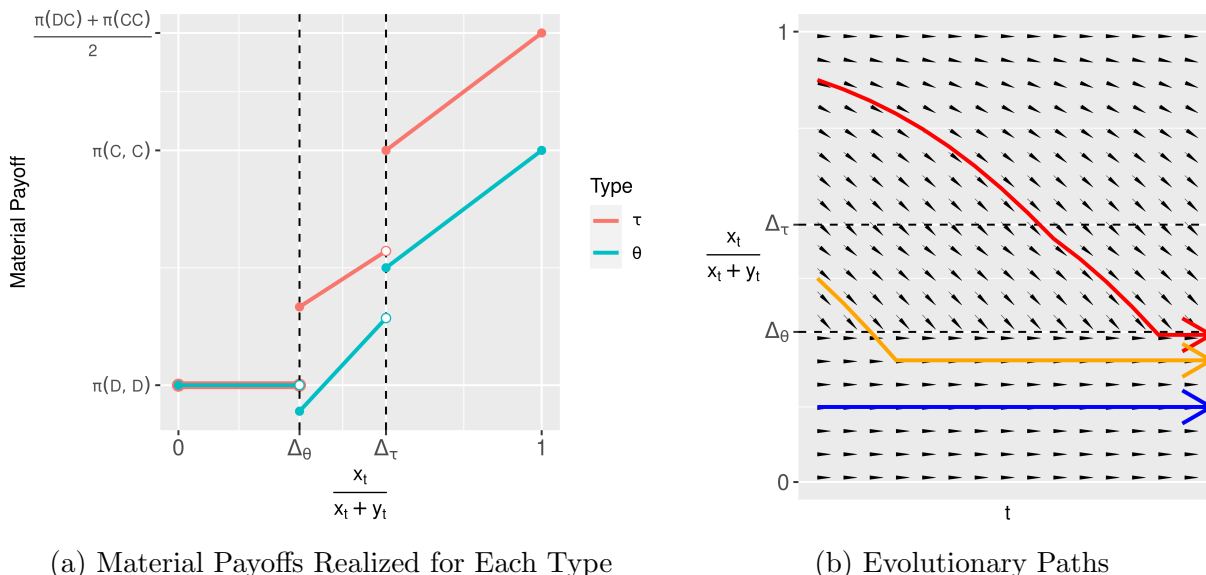 π(DC) + π(CC)
2
π(C, C)
π(D, D)
Material Payoff
0
Δθ
Δτ
1
xt
xt + yt
Type
τ
θ
(a) Material Payoffs Realized for Each Type
1
Δτ
Δθ
0
xt
xt + yt
t
(b) Evolutionary Paths